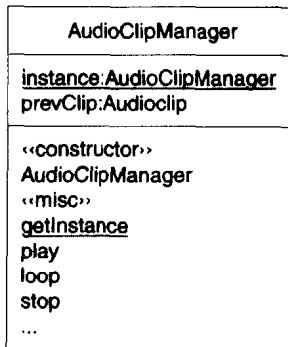 AudioClipManager
instance:AudioClipManager
prevClip:Audioclip
‹‹constructor››
AudioClipManager
‹‹misc››
getInstance
play
loop
stop
...